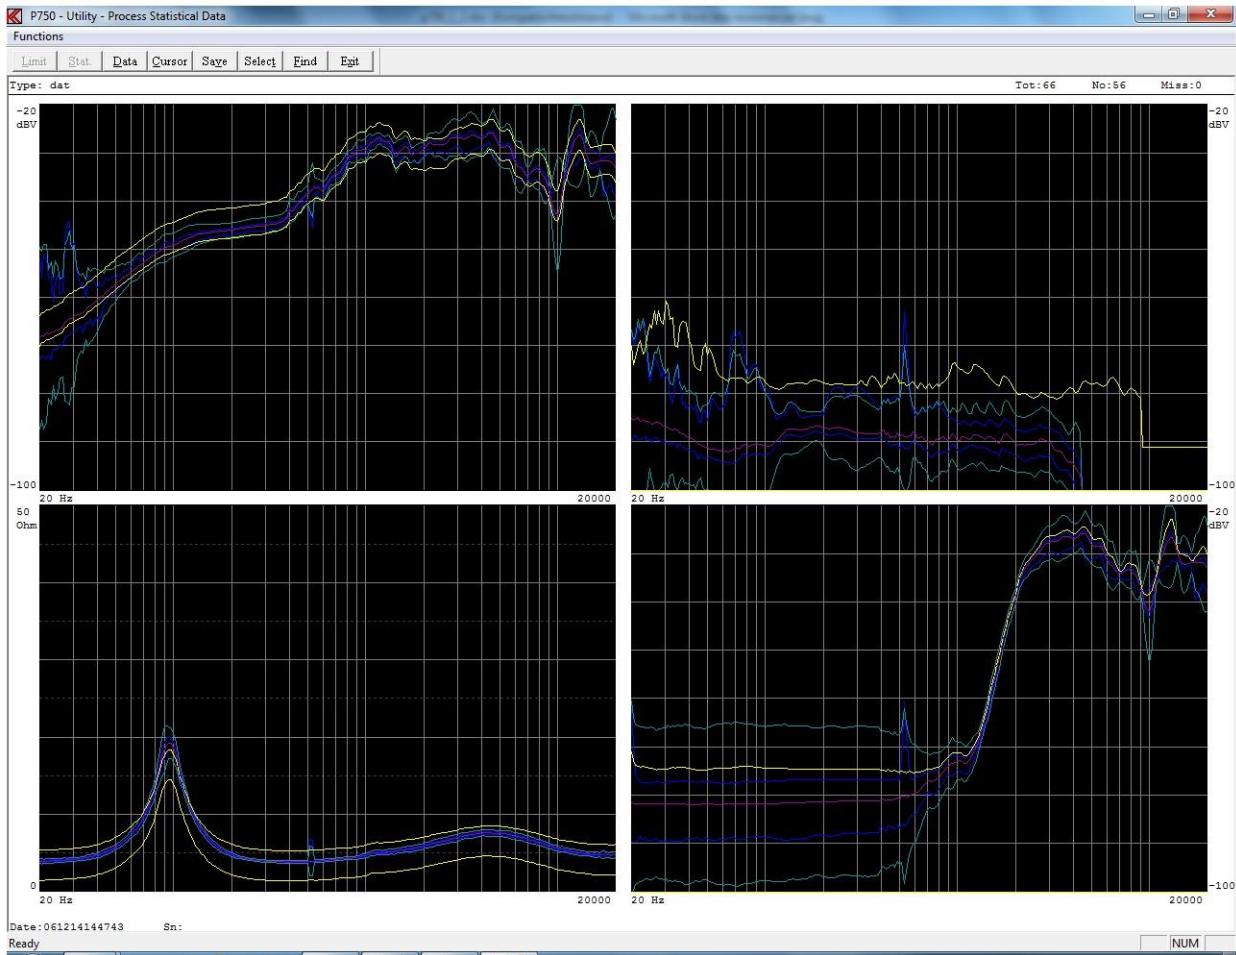 P750 - Utility - Process Statistical Data
Functions
Limit Stat. Data Cursor Save Select Find Exit
Type: dat Tot:66 No:56 Miss:0
-20
dBV
-100
20 Hz 20000
-20
dBV
-100
20 Hz 20000
50
Ohm
0
20 Hz 20000
-20
dBV
-100
20 Hz 20000
Date:061214144743 Sn:
Ready NUM